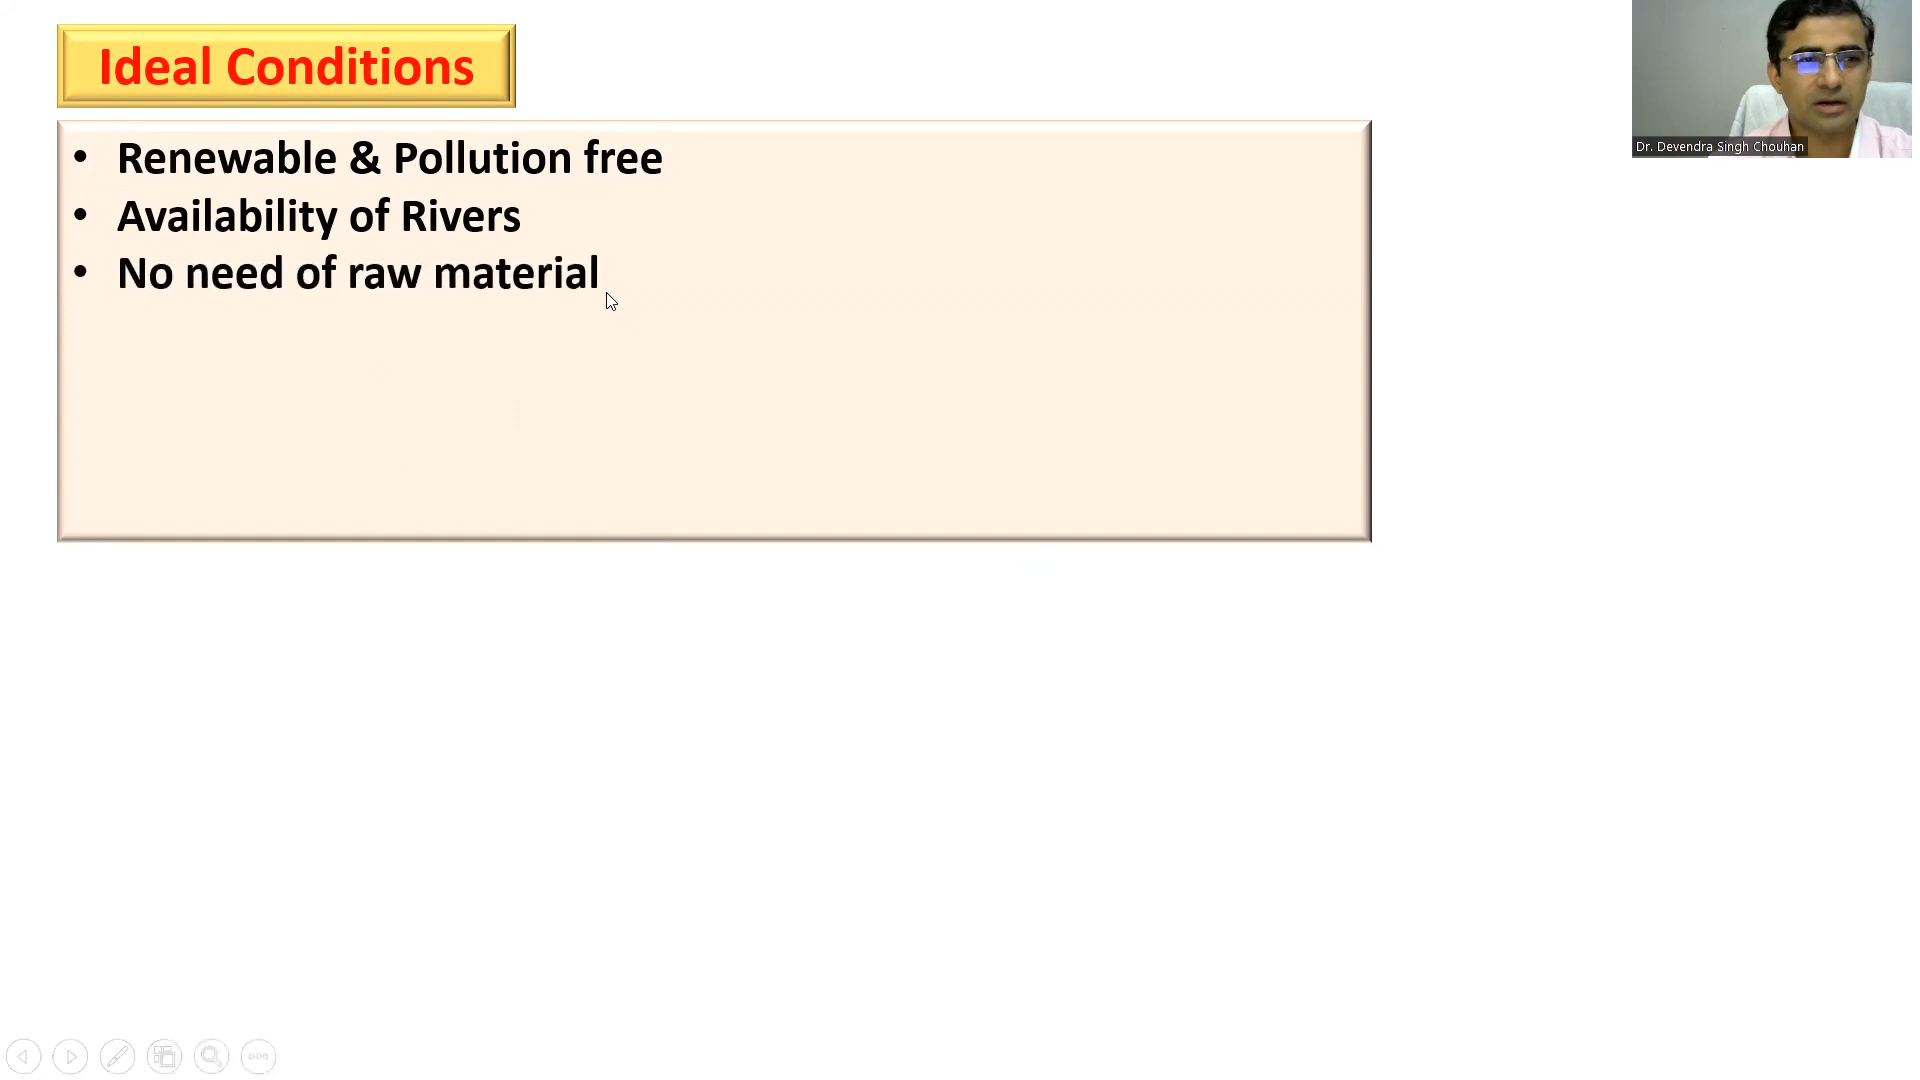 Ideal Conditions
• Renewable & Pollution free
• Availability of Rivers
• No need of raw material
Dr. Devendra Singh Chouhan